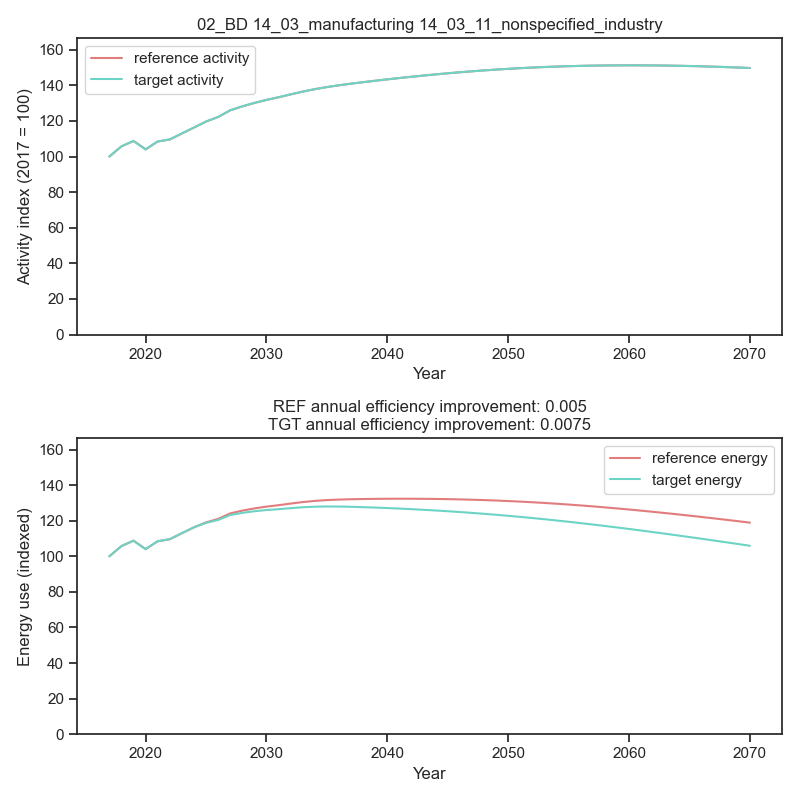 02_BD 14_03_manufacturing 14_03_11_nonspecified_industry
reference activity
target activity
Activity index (2017 = 100)
160
140
120
100
80
60
40
20
0
2020 2030 2040 2050 2060 2070
Year
REF annual efficiency improvement: 0.005
TGT annual efficiency improvement: 0.0075
reference energy
target energy
Energy use (indexed)
160
140
120
100
80
60
40
20
0
2020 2030 2040 2050 2060 2070
Year